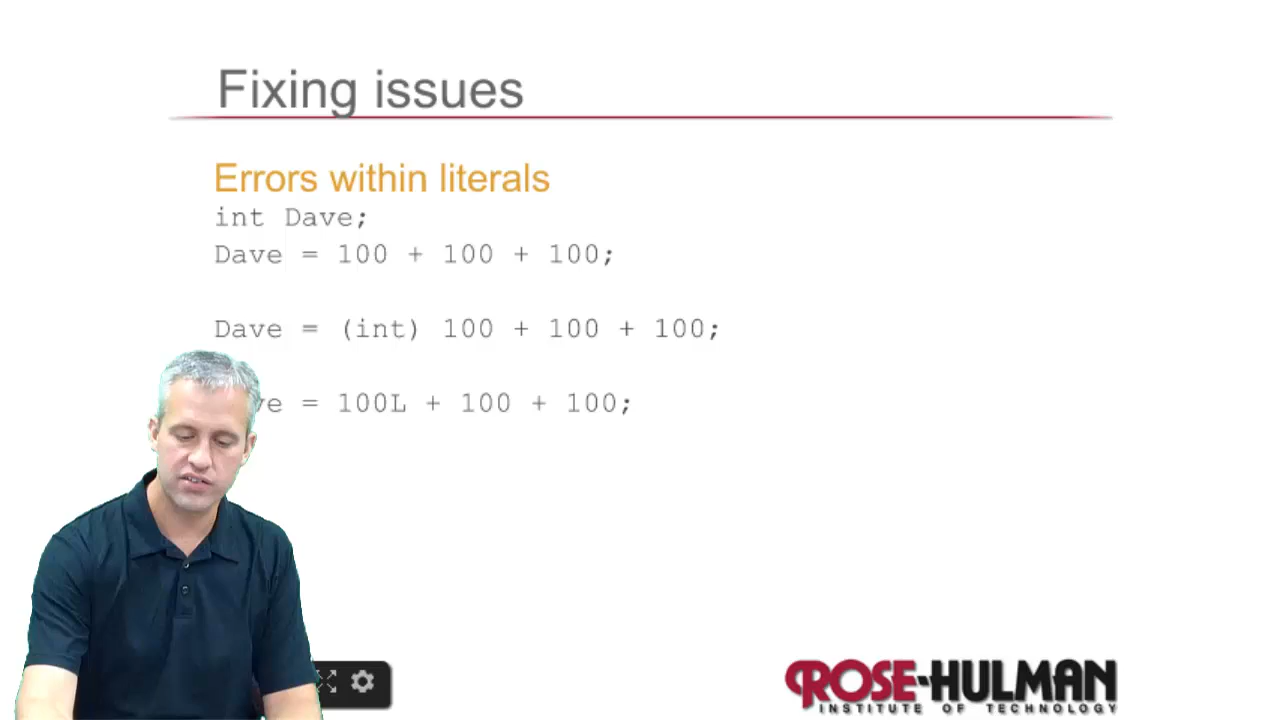 Fixing issues
Errors within literals
int Dave;
Dave = 100 + 100 + 100;
Dave = (int) 100 + 100 + 100;
ve = 100L + 100 + 100;
ROSE-HULMAN
INSTITUTE OF TECHNOLOGY